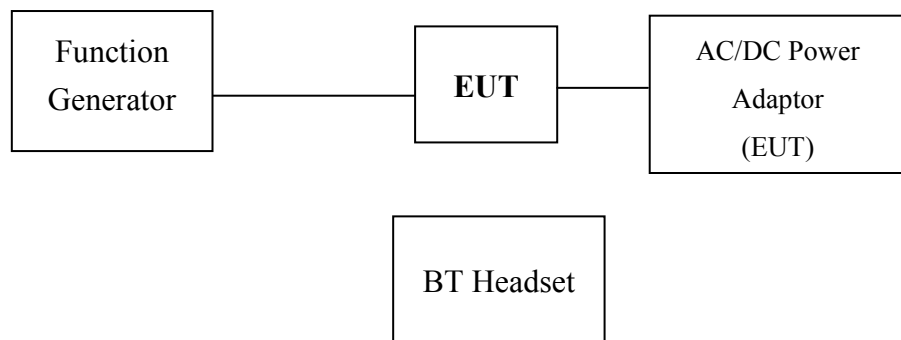 Function
Generator
EUT
AC/DC Power
Adaptor
(EUT)
BT Headset